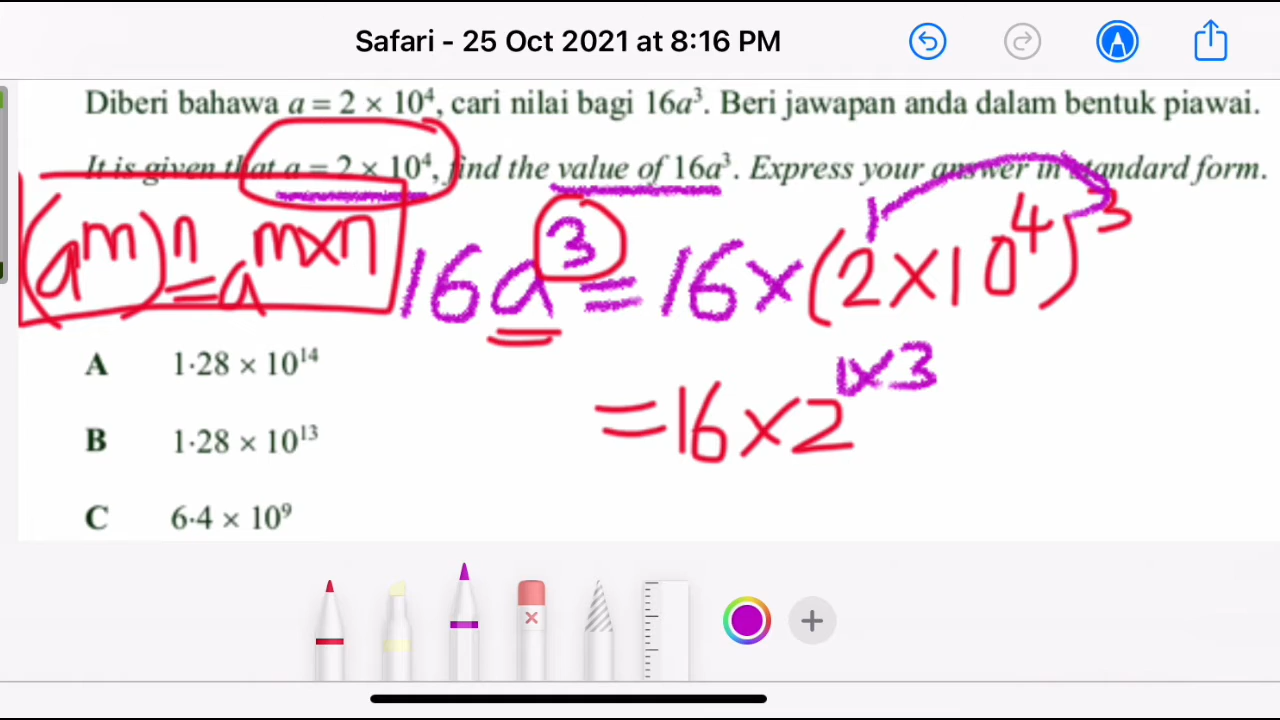 Safari - 25 Oct 2021 at 8:16 PM
Diberi bahawa a = 2 × 10⁴, cari nilai bagi 16a³. Beri jawapan anda dalam bentuk piawai.
It is given that a = 2 × 10⁴, find the value of 16a³. Express your answer in standard form.
(aᵐ)ⁿ = aᵐˣⁿ
16a³ = 16 × (2¹ × 10⁴)³
= 16 × 2¹ˣ³
A 1·28 × 10¹⁴
B 1·28 × 10¹³
C 6·4 × 10⁹